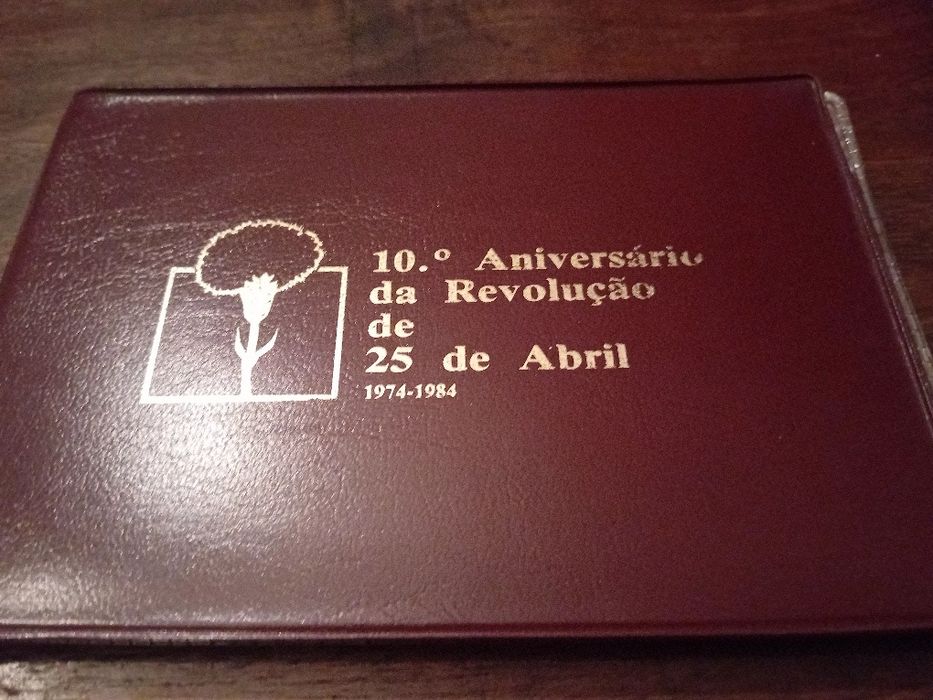 10.º Aniversário
da Revolução
de
25 de Abril
1974-1984